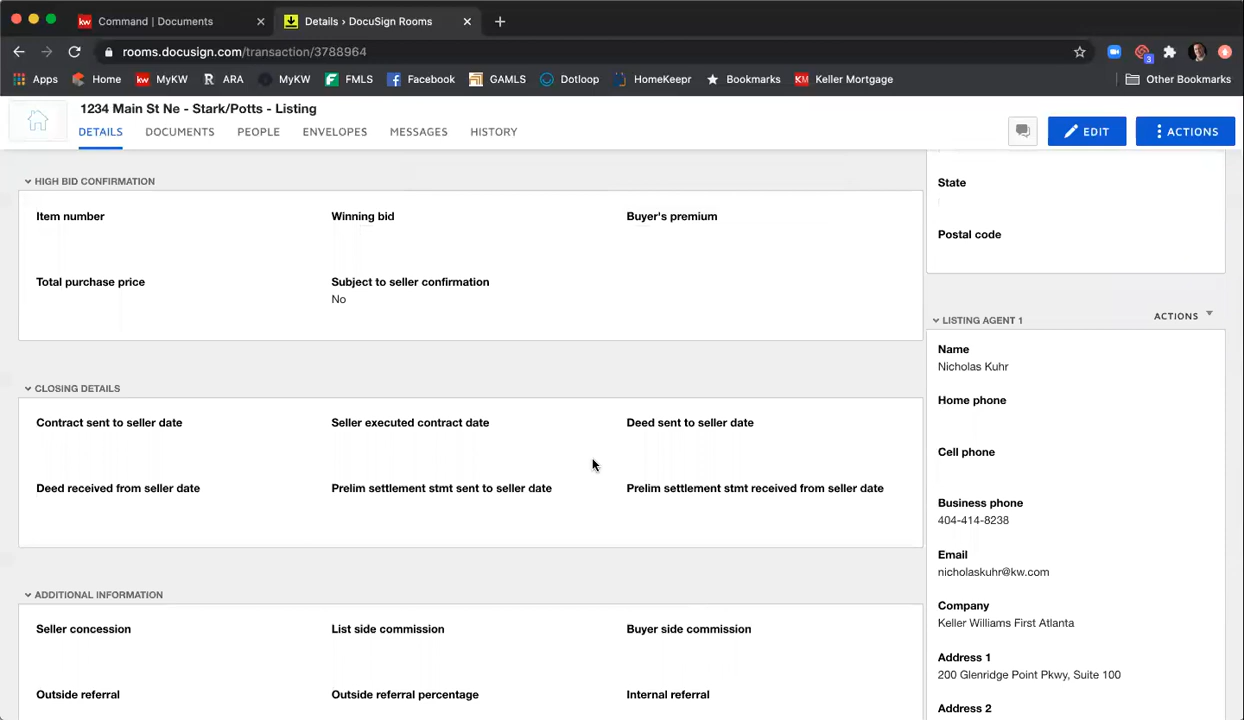 Command | Documents
Details › DocuSign Rooms
rooms.docusign.com/transaction/3788964
3
Apps
Home
kw MyKW
R ARA
MyKW
FMLS
Facebook
GAMLS
Dotloop
HomeKeepr
Bookmarks
KM Keller Mortgage
Other Bookmarks
1234 Main St Ne - Stark/Potts - Listing
DETAILS DOCUMENTS PEOPLE ENVELOPES MESSAGES HISTORY
EDIT
ACTIONS
HIGH BID CONFIRMATION
Item number Winning bid Buyer's premium
Total purchase price Subject to seller confirmation
No
CLOSING DETAILS
Contract sent to seller date Seller executed contract date Deed sent to seller date
Deed received from seller date Prelim settlement stmt sent to seller date Prelim settlement stmt received from seller date
ADDITIONAL INFORMATION
Seller concession List side commission Buyer side commission
Outside referral Outside referral percentage Internal referral
State
Postal code
LISTING AGENT 1 ACTIONS
Name
Nicholas Kuhr
Home phone
Cell phone
Business phone
404-414-8238
Email
nicholaskuhr@kw.com
Company
Keller Williams First Atlanta
Address 1
200 Glenridge Point Pkwy, Suite 100
Address 2